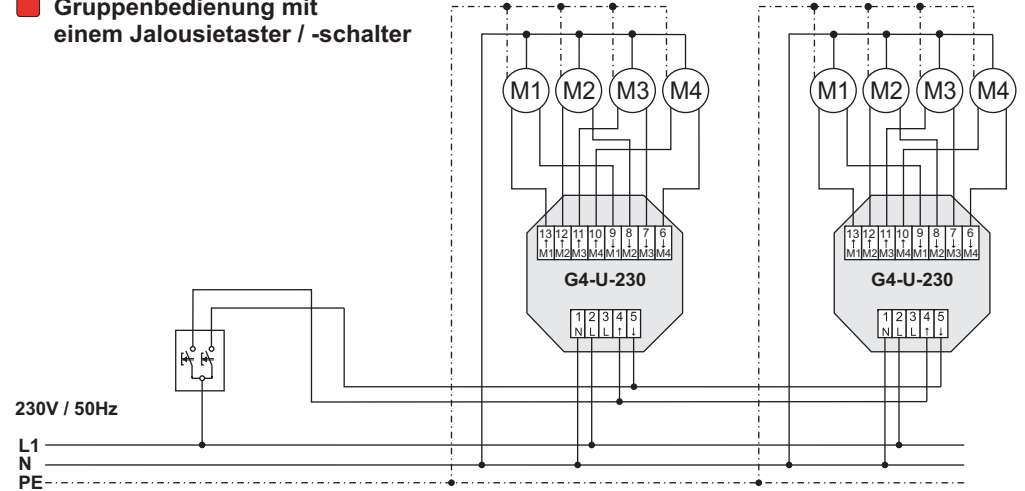 Gruppenbedienung mit
einem Jalousietaster / -schalter
M1 M2 M3 M4 M1 M2 M3 M4
13 12 11 10 9 8 7 6 13 12 11 10 9 8 7 6
↑ ↑ ↑ ↑ ↓ ↓ ↓ ↓ ↑ ↑ ↑ ↑ ↓ ↓ ↓ ↓
M1 M2 M3 M4 M1 M2 M3 M4 M1 M2 M3 M4 M1 M2 M3 M4
G4-U-230 G4-U-230
1 2 3 4 5 1 2 3 4 5
N L L ↑ ↓ N L L ↑ ↓
230V / 50Hz
L1
N
PE